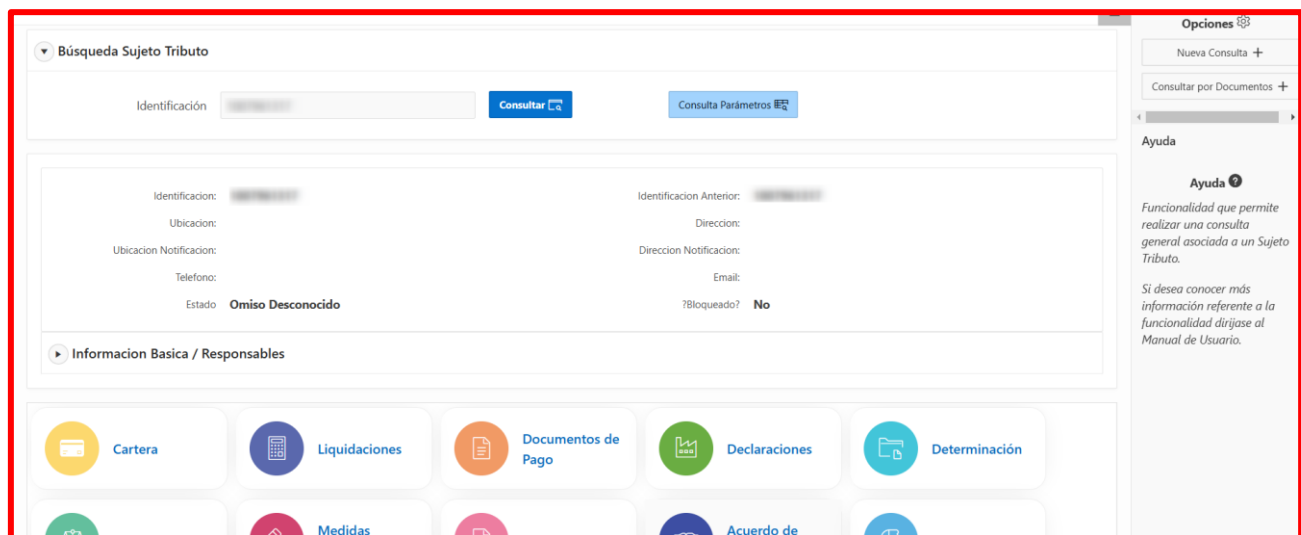 Búsqueda Sujeto Tributo
Identificación
Consultar
Consulta Parámetros
Identificacion:
Identificacion Anterior:
Ubicacion:
Direccion:
Ubicacion Notificacion:
Direccion Notificacion:
Telefono:
Email:
Estado Omiso Desconocido
?Bloqueado? No
Informacion Basica / Responsables
Cartera
Liquidaciones
Documentos de
Pago
Declaraciones
Determinación
Medidas
Acuerdo de
Opciones
Nueva Consulta +
Consultar por Documentos +
Ayuda
Ayuda ?
Funcionalidad que permite
realizar una consulta
general asociada a un Sujeto
Tributo.
Si desea conocer más
información referente a la
funcionalidad dirijase al
Manual de Usuario.